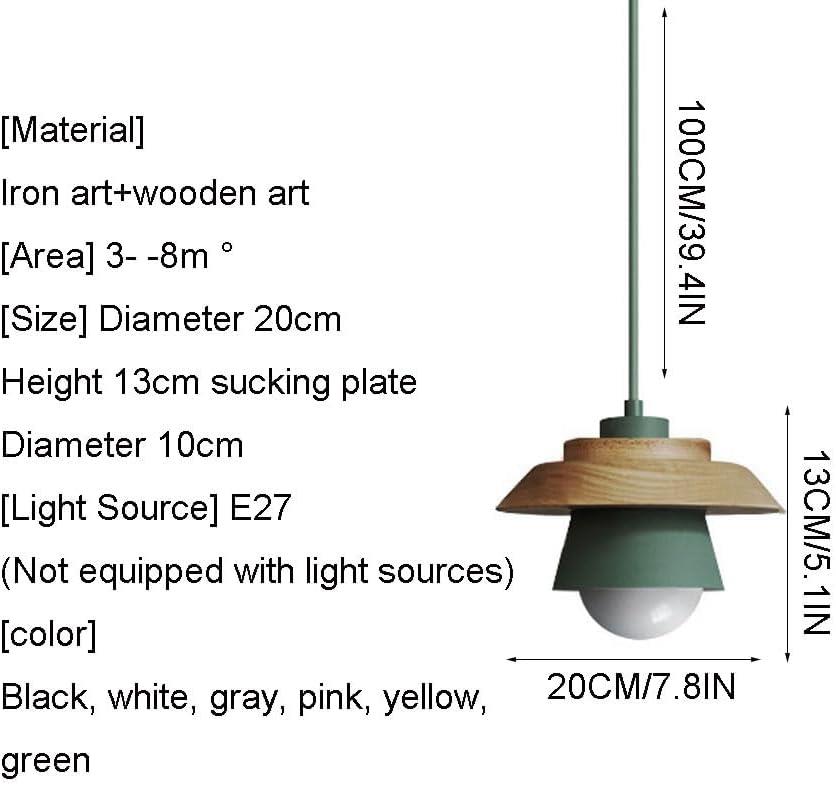 [Material]
Iron art+wooden art
[Area] 3- -8m °
[Size] Diameter 20cm
Height 13cm sucking plate
Diameter 10cm
[Light Source] E27
(Not equipped with light sources)
[color]
Black, white, gray, pink, yellow,
green
100CM/39.4IN
13CM/5.1IN
20CM/7.8IN